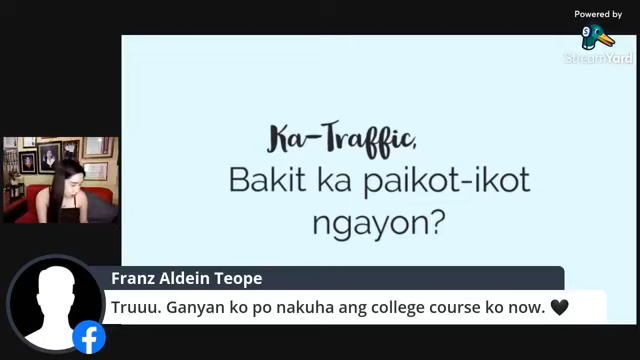 Powered by
StreamYard
Ka-Traffic,
Bakit ka paikot-ikot
ngayon?
Franz Aldein Teope
Truuu. Ganyan ko po nakuha ang college course ko now. 🖤